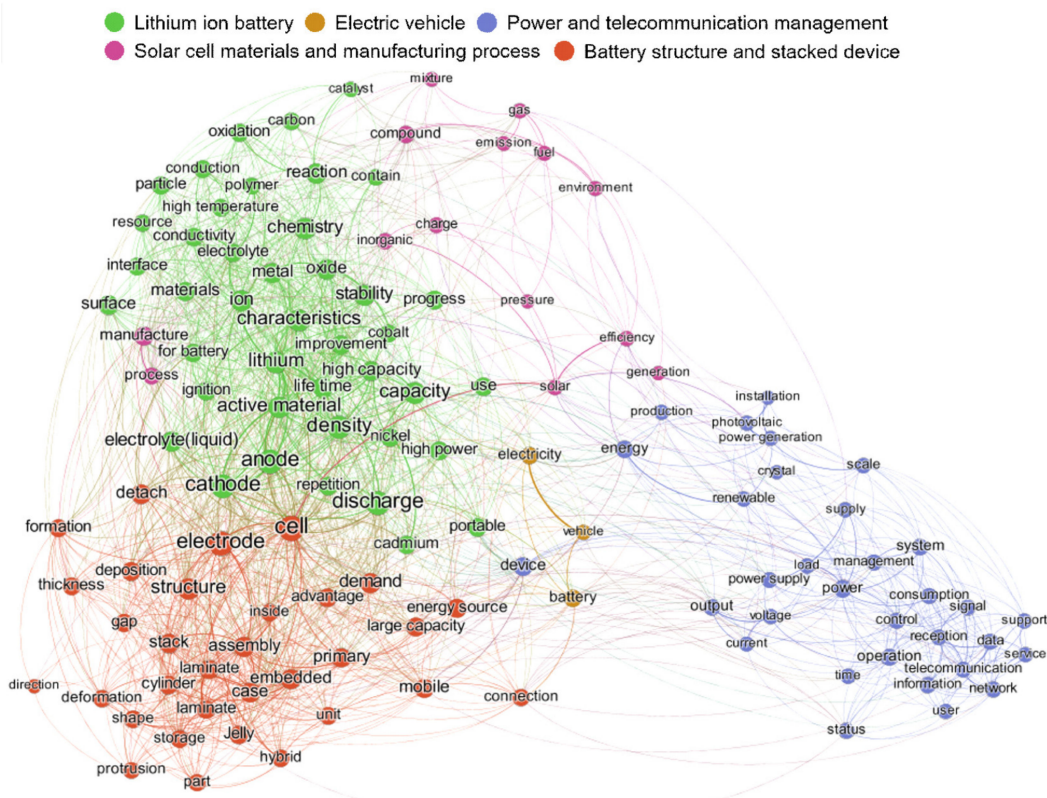 Lithium ion battery Electric vehicle Power and telecommunication management
Solar cell materials and manufacturing process Battery structure and stacked device
mixture
catalyst
gas
carbon
oxidation
compound
emission
fuel
conduction
reaction
contain
particle
polymer
environment
high temperature
resource
chemistry
charge
conductivity
inorganic
electrolyte
interface
metal
oxide
materials
ion
stability
progress
pressure
surface
characteristics
manufacture
cobalt
efficiency
improvement
for battery
lithium
high capacity
generation
process
life time
use
solar
ignition
capacity
installation
active material
production
density
photovoltaic
nickel
power generation
electrolyte(liquid)
high power
energy
electricity
anode
scale
crystal
cathode
repetition
detach
renewable
discharge
supply
formation
cell
portable
vehicle
electrode
cadmium
system
management
device
load
deposition
power supply
thickness
structure
demand
power
advantage
battery
consumption
inside
energy source
output
signal
voltage
control
support
gap
large capacity
reception
data
stack
assembly
current
service
primary
operation
laminate
telecommunication
direction
cylinder
embedded
time
information
network
deformation
case
mobile
connection
laminate
shape
unit
user
storage
Jelly
status
hybrid
protrusion
part